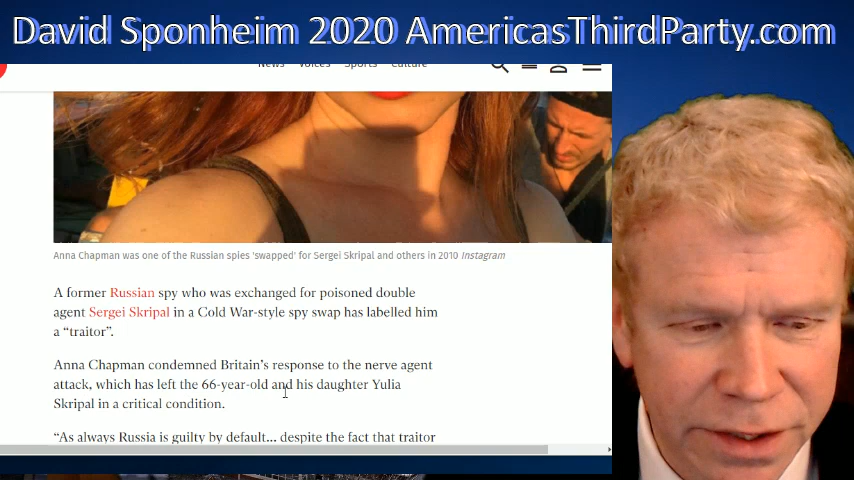 David Sponheim 2020 AmericasThirdParty.com
News Voices Sports Culture
Anna Chapman was one of the Russian spies 'swapped' for Sergei Skripal and others in 2010 Instagram
A former Russian spy who was exchanged for poisoned double
agent Sergei Skripal in a Cold War-style spy swap has labelled him
a “traitor”.
Anna Chapman condemned Britain’s response to the nerve agent
attack, which has left the 66-year-old and his daughter Yulia
Skripal in a critical condition.
“As always Russia is guilty by default... despite the fact that traitor